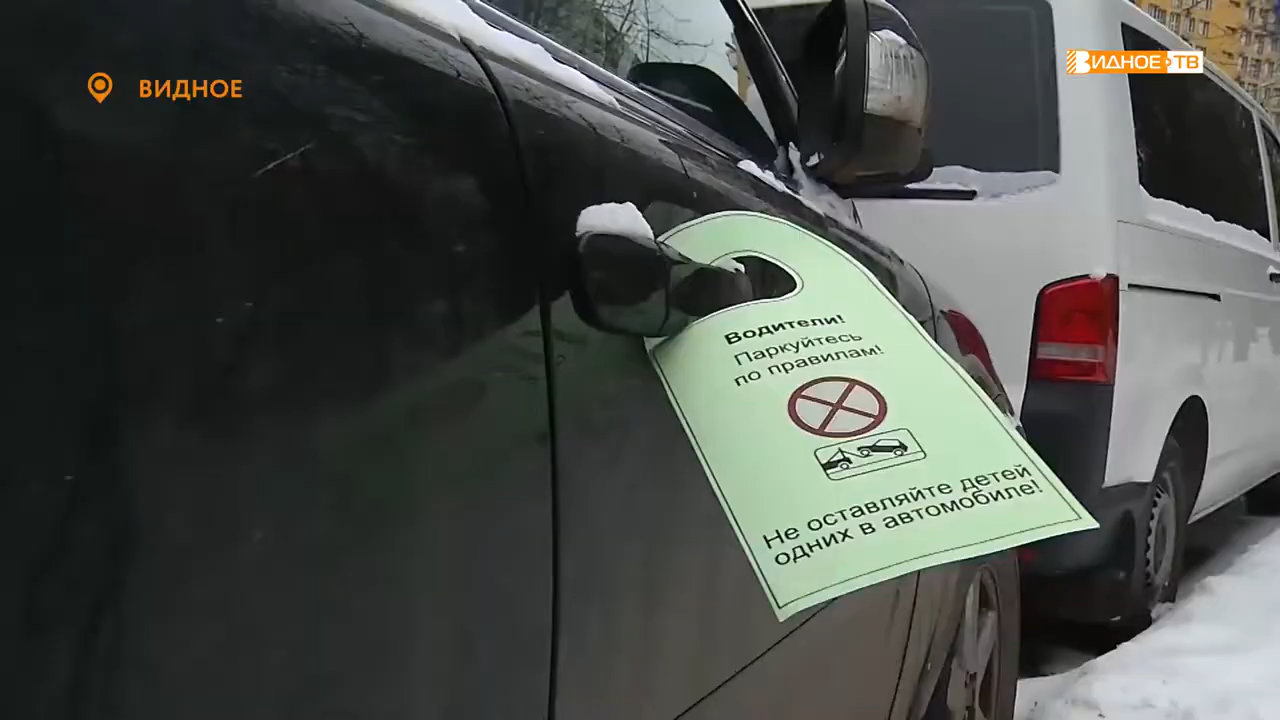 ВИДНОЕ
ВИДНОЕ ТВ
Водители!
Паркуйтесь
по правилам!
Не оставляйте детей
одних в автомобиле!